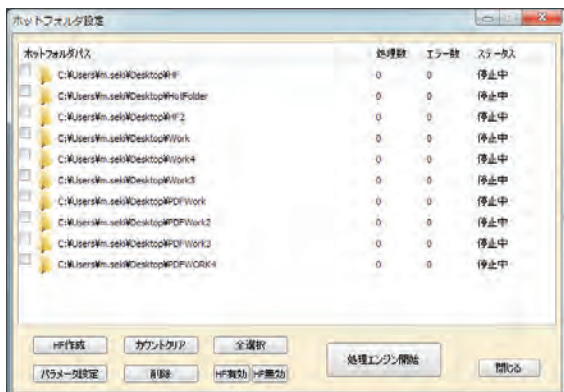 ホットフォルダ設定
ホットフォルダパス 処理数 エラー数 ステータス
C:¥Users¥m.seki¥Desktop¥HF 0 0 停止中
C:¥Users¥m.seki¥Desktop¥HotFolder 0 0 停止中
C:¥Users¥m.seki¥Desktop¥HF2 0 0 停止中
C:¥Users¥m.seki¥Desktop¥Work 0 0 停止中
C:¥Users¥m.seki¥Desktop¥Work4 0 0 停止中
C:¥Users¥m.seki¥Desktop¥Work3 0 0 停止中
C:¥Users¥m.seki¥Desktop¥PDFWork 0 0 停止中
C:¥Users¥m.seki¥Desktop¥PDFWork2 0 0 停止中
C:¥Users¥m.seki¥Desktop¥PDFWork3 0 0 停止中
C:¥Users¥m.seki¥Desktop¥PDFWORK4 0 0 停止中
HF作成 カウントクリア 全選択
処理エンジン開始
パラメータ設定 削除 HF有効 HF無効 閉じる